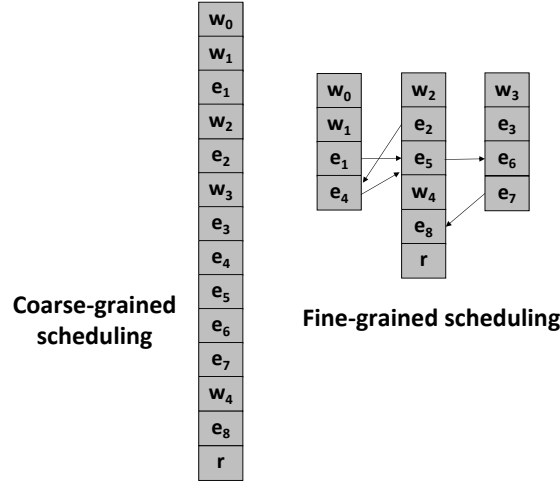 w0
w1
e1
w2
e2
w3
e3
e4
e5
e6
e7
w4
e8
r
Coarse-grained
scheduling
w0
w1
e1
e4
w2
e2
e5
w4
e8
r
w3
e3
e6
e7
Fine-grained scheduling